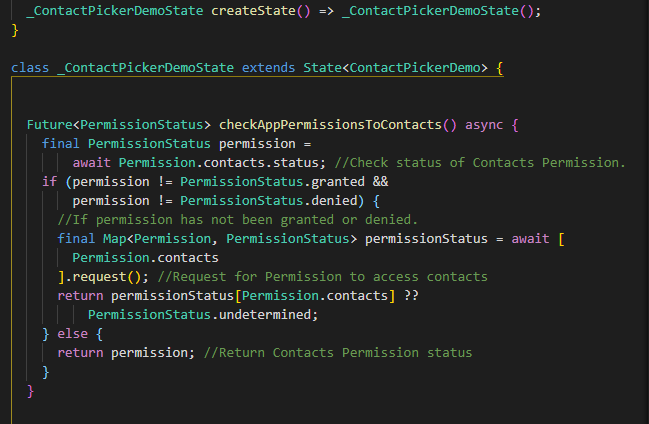 _ContactPickerDemoState createState() => _ContactPickerDemoState();
}
class _ContactPickerDemoState extends State<ContactPickerDemo> {
Future<PermissionStatus> checkAppPermissionsToContacts() async {
final PermissionStatus permission =
await Permission.contacts.status; //Check status of Contacts Permission.
if (permission != PermissionStatus.granted &&
permission != PermissionStatus.denied) {
//If permission has not been granted or denied.
final Map<Permission, PermissionStatus> permissionStatus = await [
Permission.contacts
].request(); //Request for Permission to access contacts
return permissionStatus[Permission.contacts] ??
PermissionStatus.undetermined;
} else {
return permission; //Return Contacts Permission status
}
}